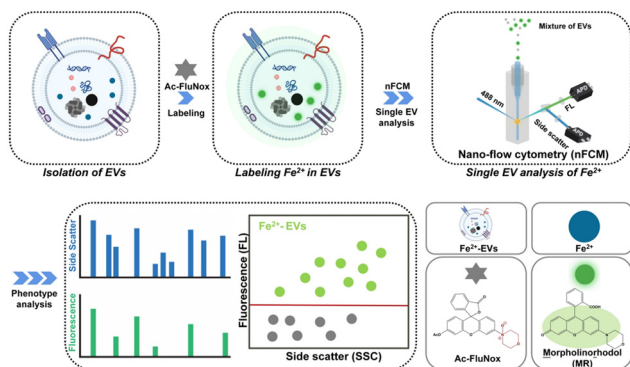 Ac-FluNox
Labeling
nFCM
Single EV
analysis
Mixture of EVs
488 nm
APD
FL
APD
Side scatter
Nano-flow cytometry (nFCM)
Isolation of EVs
Labeling Fe²⁺ in EVs
Single EV analysis of Fe²⁺
Phenotype
analysis
Side Scatter
Fluorescence
Fluorescence (FL)
Fe²⁺-EVs
Side scatter (SSC)
Fe²⁺-EVs
Fe²⁺
AcO
O
O
O
N
O
O
Ac-FluNox
COOH
O
O
N
O
Morpholinorhodol
(MR)